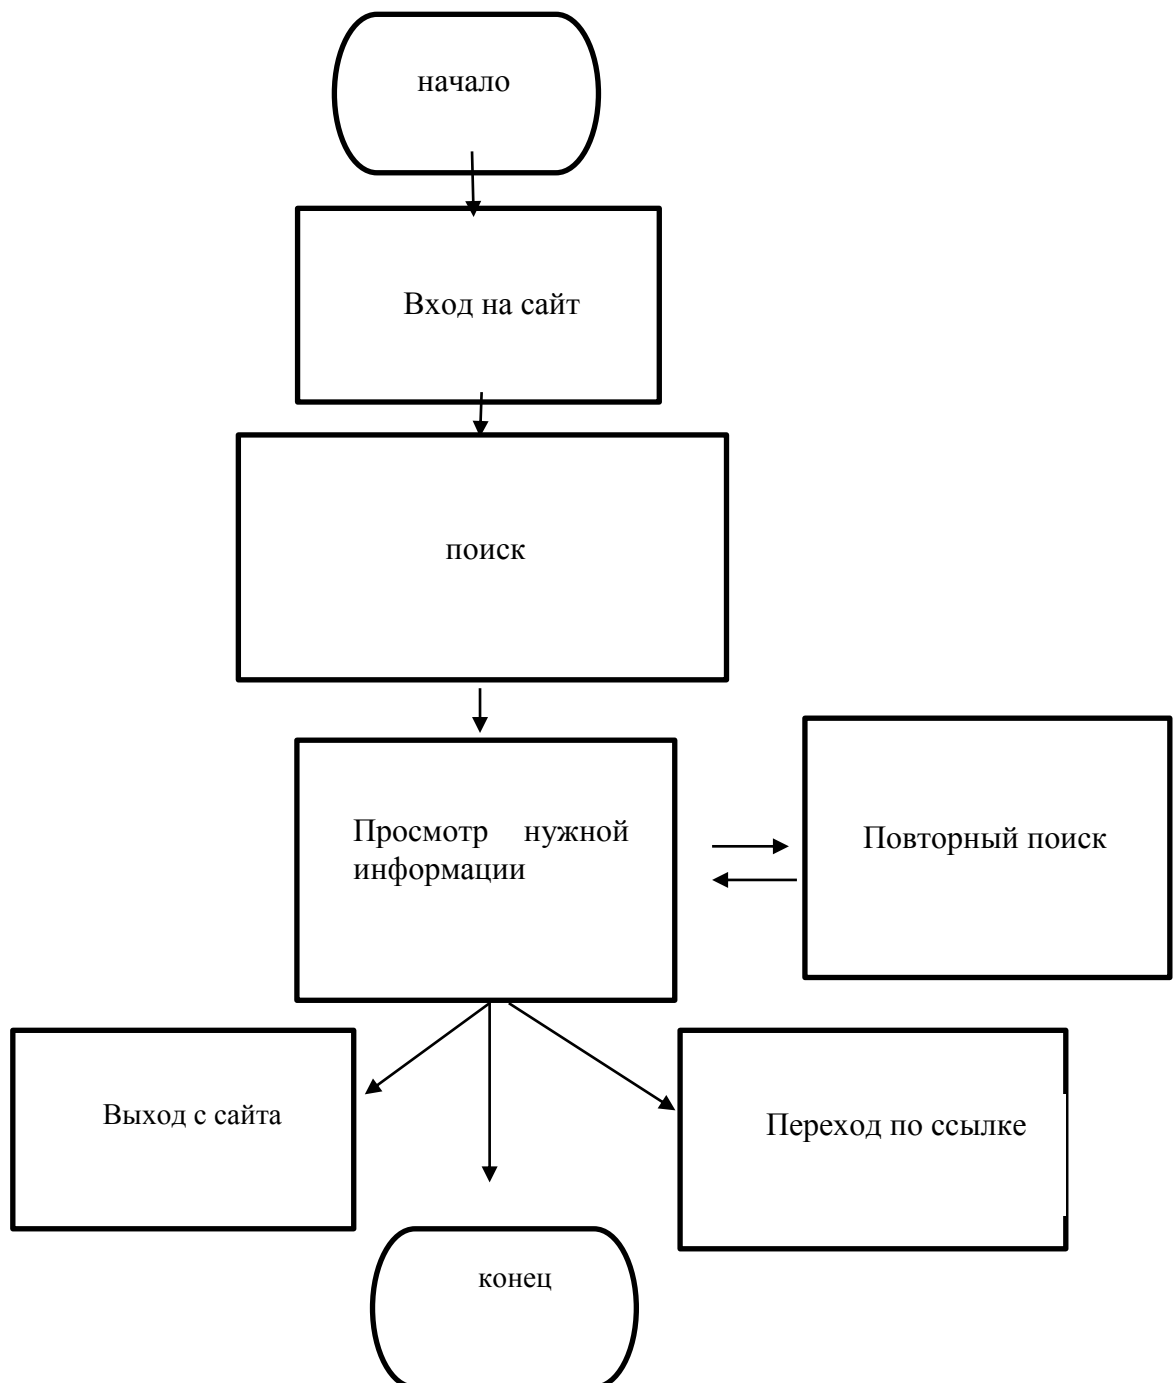 начало
Вход на сайт
поиск
Просмотр нужной
информации
Повторный поиск
Выход с сайта
Переход по ссылке
конец